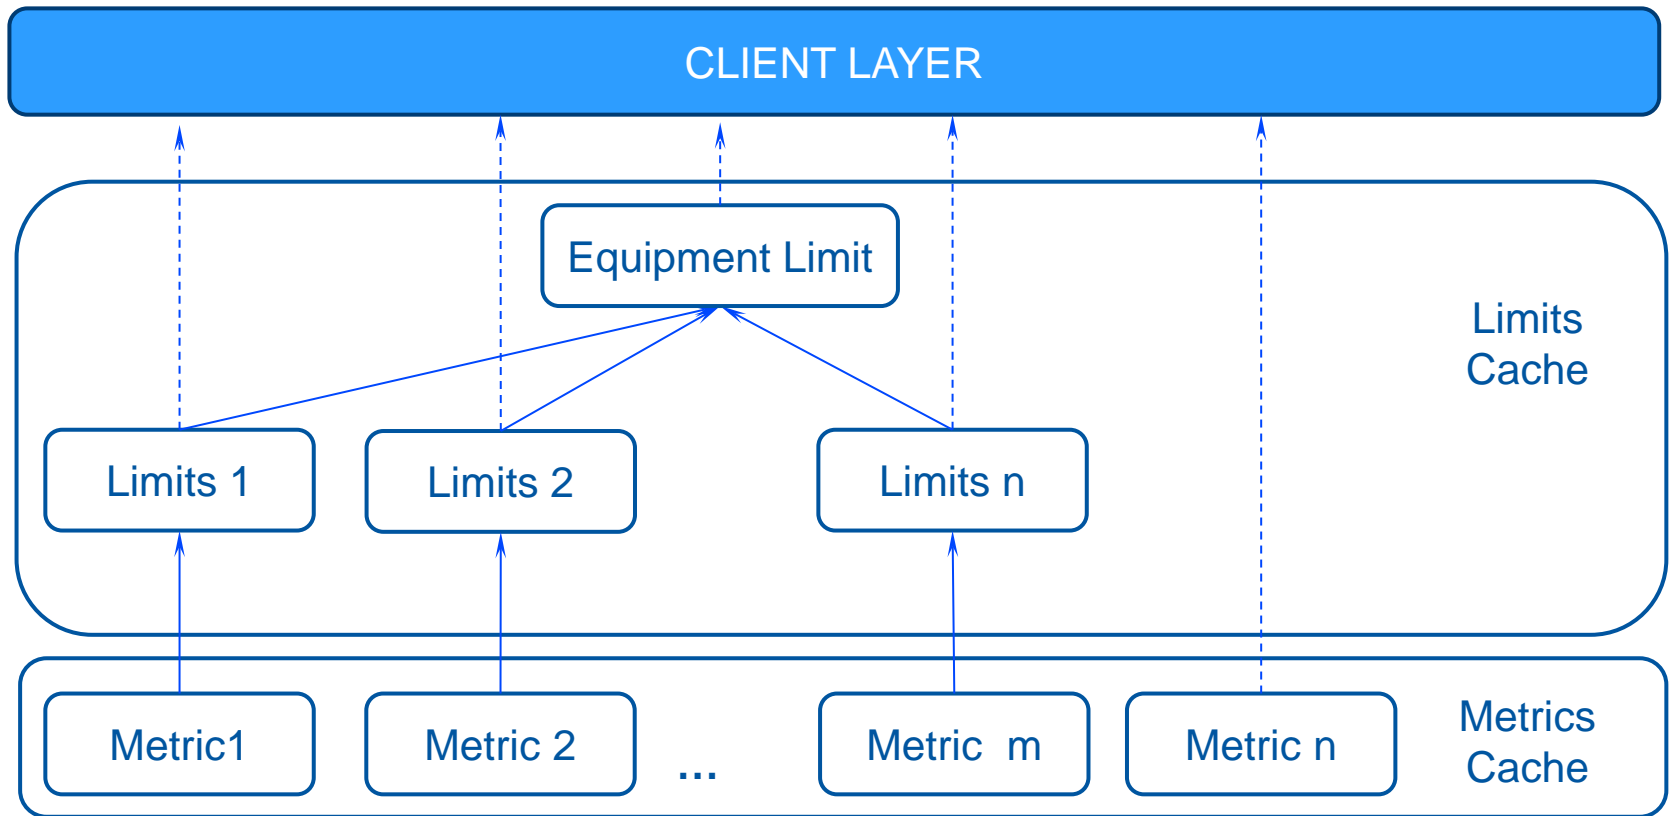 CLIENT LAYER
Equipment Limit
Limits
Cache
Limits 1
Limits 2
Limits n
Metric1
Metric 2
...
Metric m
Metric n
Metrics
Cache